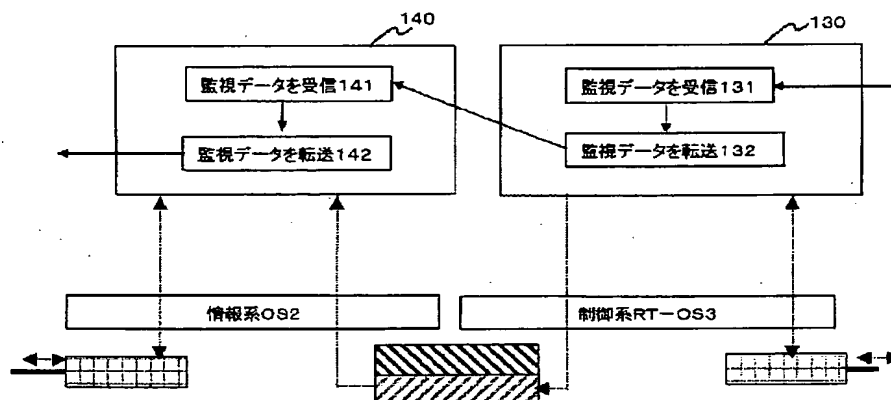 140
130
監視データを受信141
監視データを受信131
監視データを転送142
監視データを転送132
情報系OS2
制御系RT-OS3